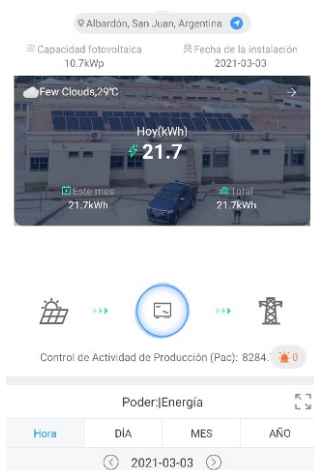 Albardón, San Juan, Argentina
Capacidad fotovoltaica Fecha de la instalación
10.7kWp 2021-03-03
Few Clouds,29℃
Hoy(kWh)
21.7
Este mes Total
21.7kWh 21.7kWh
Control de Actividad de Producción (Pac): 8284. 0
Poder:|Energía
Hora DÍA MES AÑO
2021-03-03